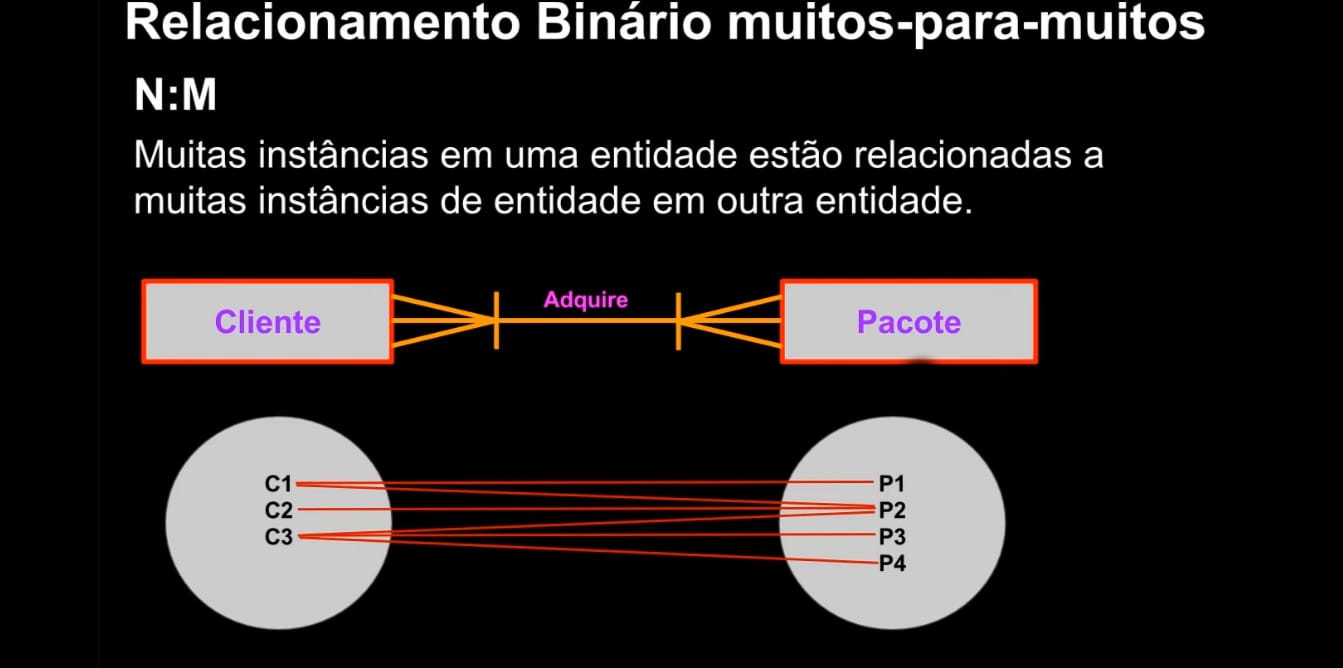 Relacionamento Binário muitos-para-muitos
N:M
Muitas instâncias em uma entidade estão relacionadas a
muitas instâncias de entidade em outra entidade.
Cliente
Adquire
Pacote
C1
C2
C3
P1
P2
P3
P4